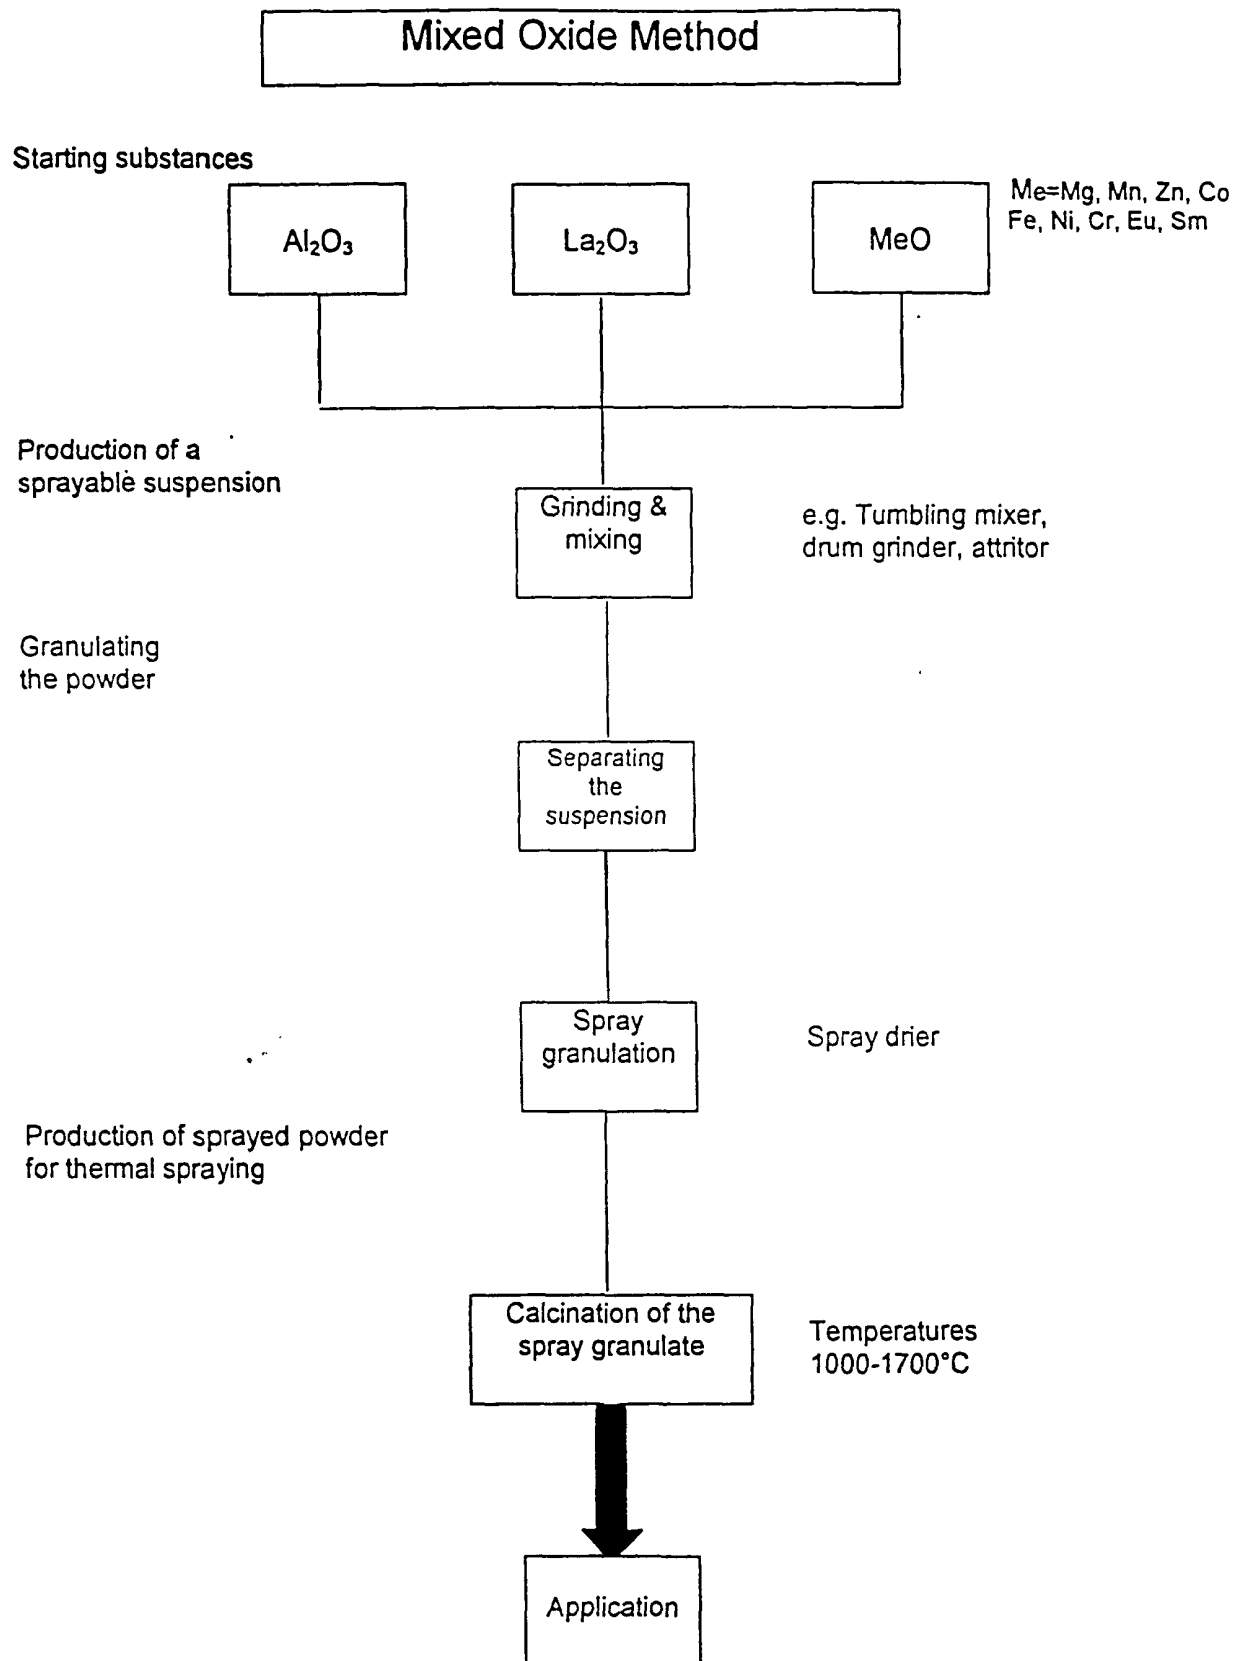 Mixed Oxide Method
Starting substances
Al₂O₃
La₂O₃
MeO
Me=Mg, Mn, Zn, Co
Fe, Ni, Cr, Eu, Sm
Production of a
sprayable suspension
Grinding &
mixing
e.g. Tumbling mixer,
drum grinder, attritor
Granulating
the powder
Separating
the
suspension
Spray
granulation
Spray drier
Production of sprayed powder
for thermal spraying
Calcination of the
spray granulate
Temperatures
1000-1700°C
Application